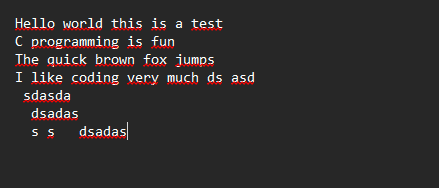 Hello world this is a test
C programming is fun
The quick brown fox jumps
I like coding very much ds asd
 sdasda
  dsadas
  s s   dsadas